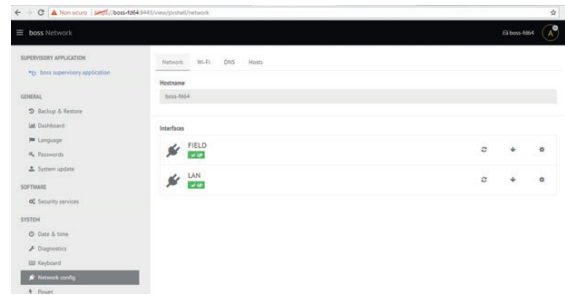 Non sicuro
boss-fd64:8443/view/pvshell/network
boss Network
boss-fd64
A
SUPERVISORY APPLICATION
boss supervisory application
GENERAL
Backup & Restore
Dashboard
Language
Passwords
System update
SOFTWARE
Security services
SYSTEM
Date & time
Diagnostics
Keyboard
Network config
Power
Network Wi-Fi DNS Hosts
Hostname
boss-fd64
Interfaces
FIELD
UP
LAN
UP